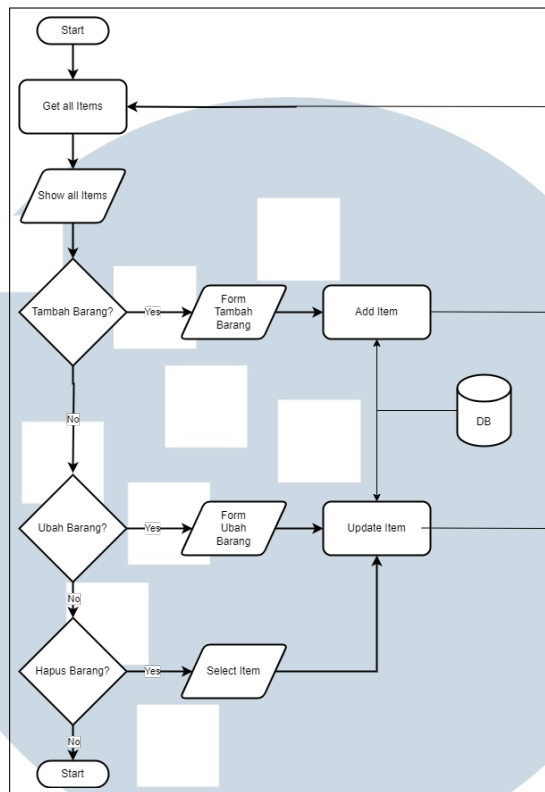 Start
Get all Items
Show all Items
Tambah Barang?
Yes
Form
Tambah
Barang
Add Item
No
DB
Ubah Barang?
Yes
Form
Ubah
Barang
Update Item
No
Hapus Barang?
Yes
Select Item
No
Start